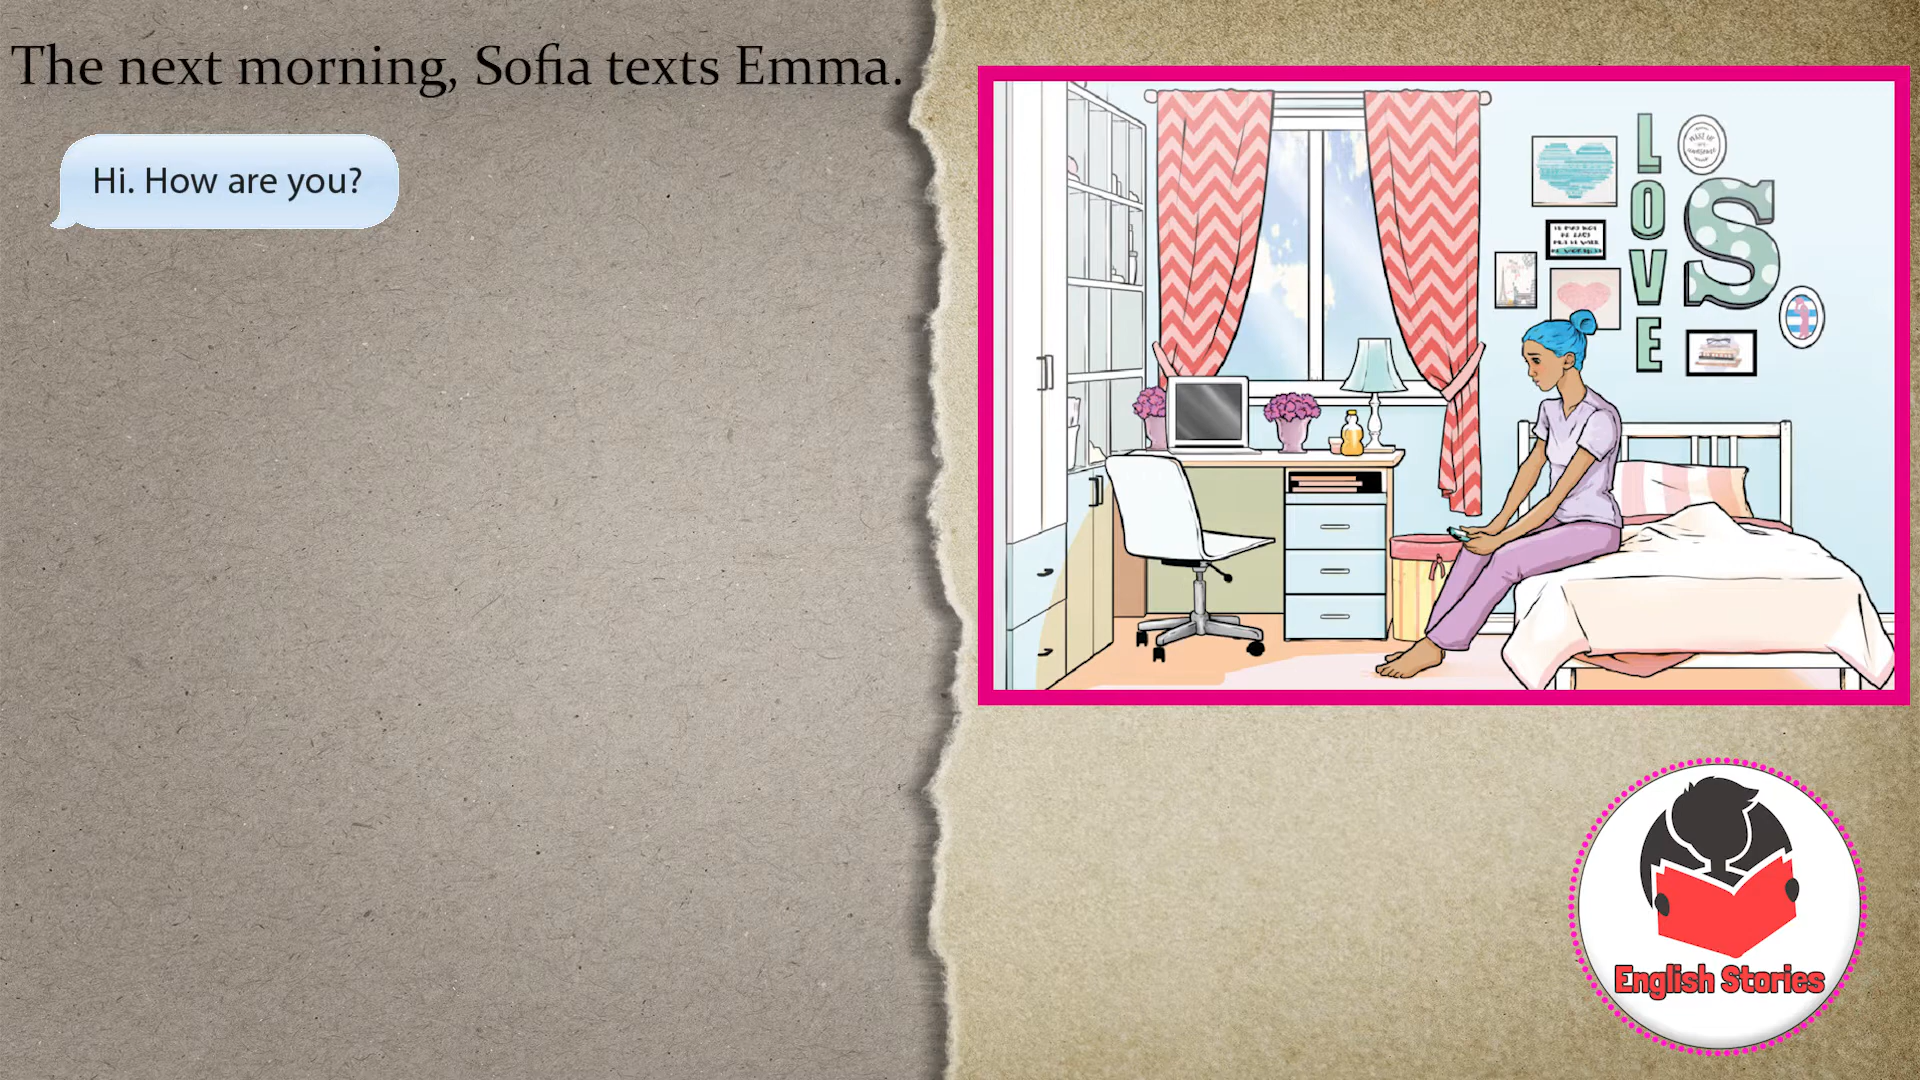 The next morning, Sofia texts Emma.
Hi. How are you?
LOVE
S
English Stories